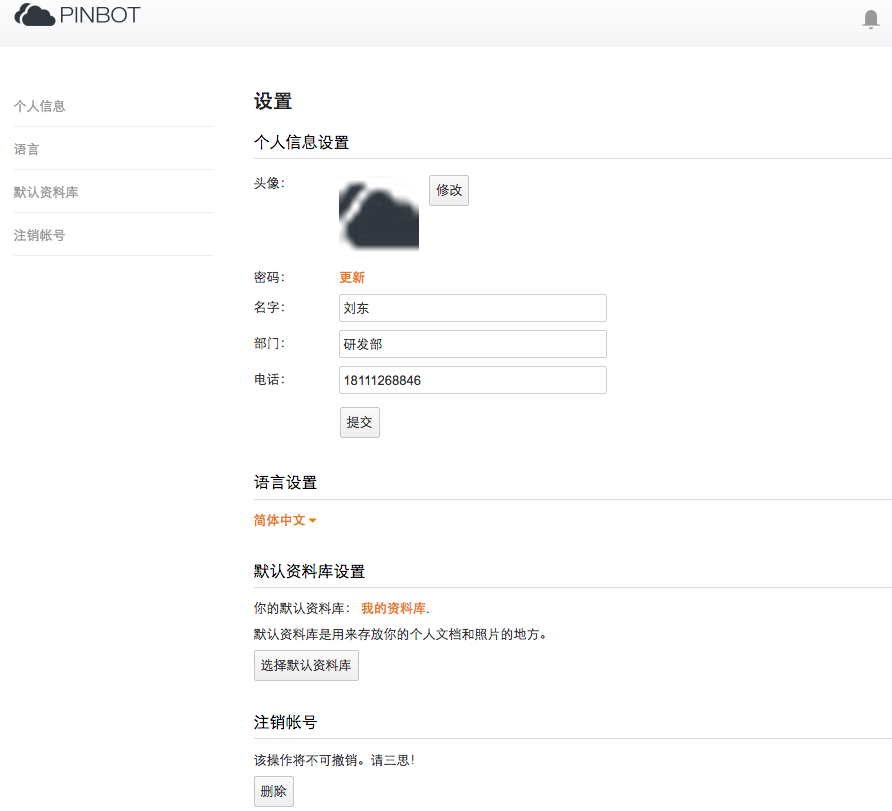 PINBOT
个人信息
语言
默认资料库
注销帐号
设置
个人信息设置
头像：
修改
密码： 更新
名字： 刘东
部门： 研发部
电话： 18111268846
提交
语言设置
简体中文
默认资料库设置
你的默认资料库： 我的资料库.
默认资料库是用来存放你的个人文档和照片的地方。
选择默认资料库
注销帐号
该操作将不可撤销。请三思！
删除